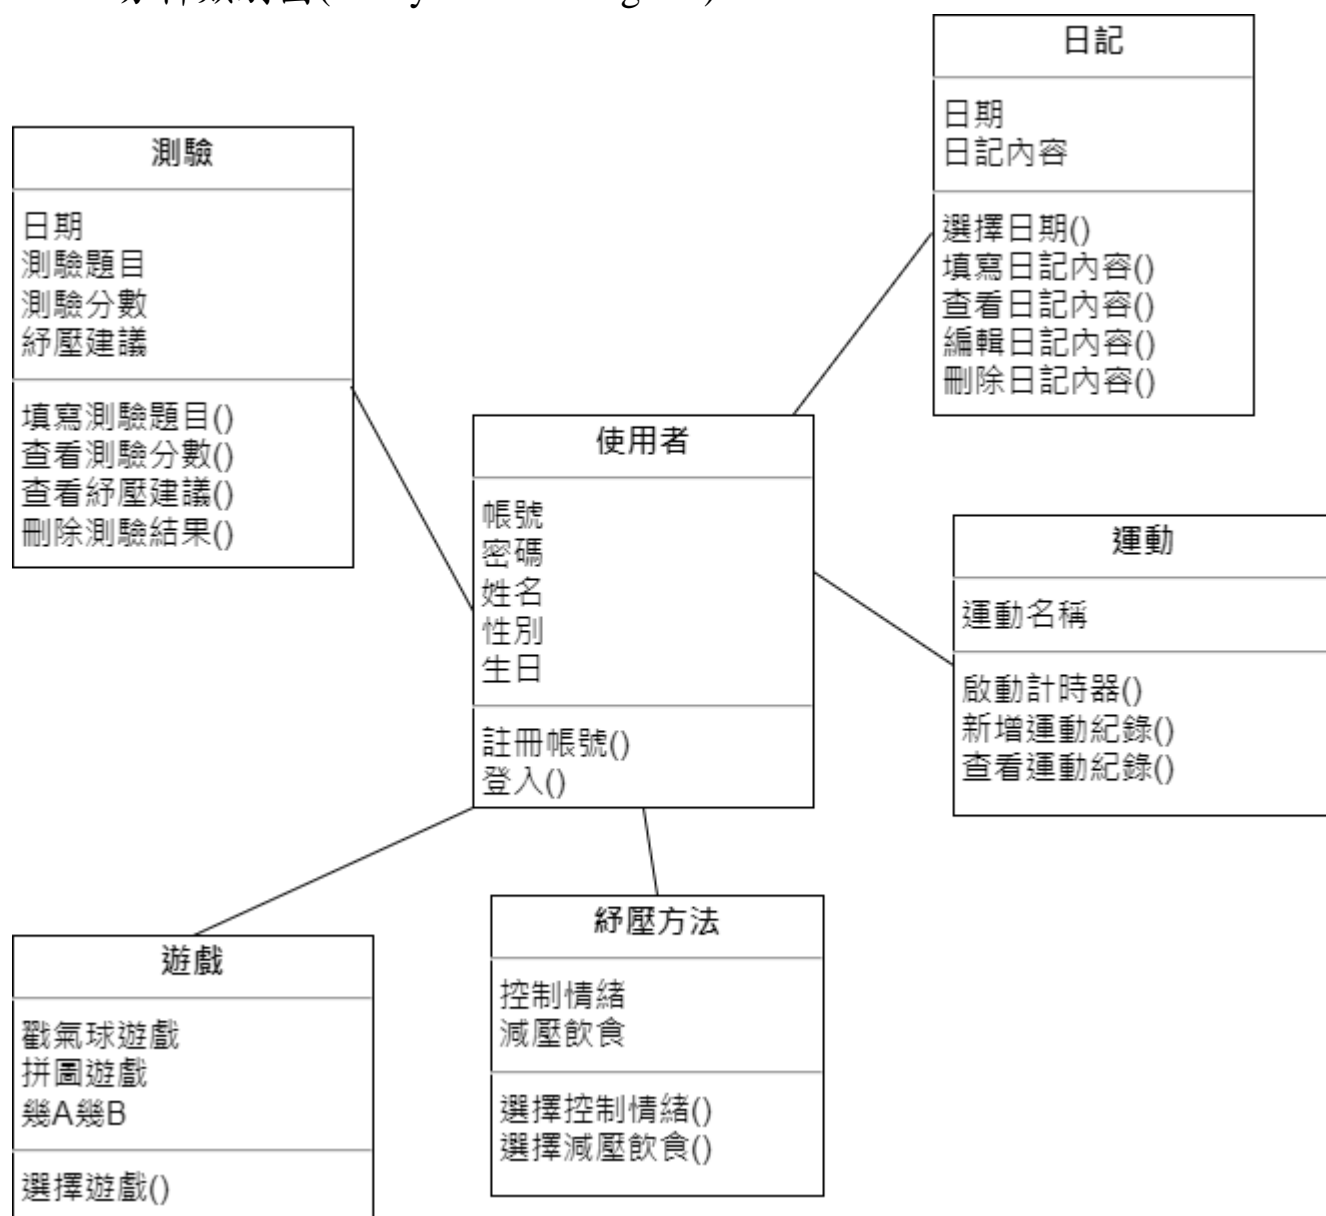 日記
日期
日記內容
選擇日期()
填寫日記內容()
查看日記內容()
編輯日記內容()
刪除日記內容()
測驗
日期
測驗題目
測驗分數
紓壓建議
填寫測驗題目()
查看測驗分數()
查看紓壓建議()
刪除測驗結果()
使用者
帳號
密碼
姓名
性別
生日
註冊帳號()
登入()
運動
運動名稱
啟動計時器()
新增運動紀錄()
查看運動紀錄()
遊戲
戳氣球遊戲
拼圖遊戲
幾A幾B
選擇遊戲()
紓壓方法
控制情緒
減壓飲食
選擇控制情緒()
選擇減壓飲食()